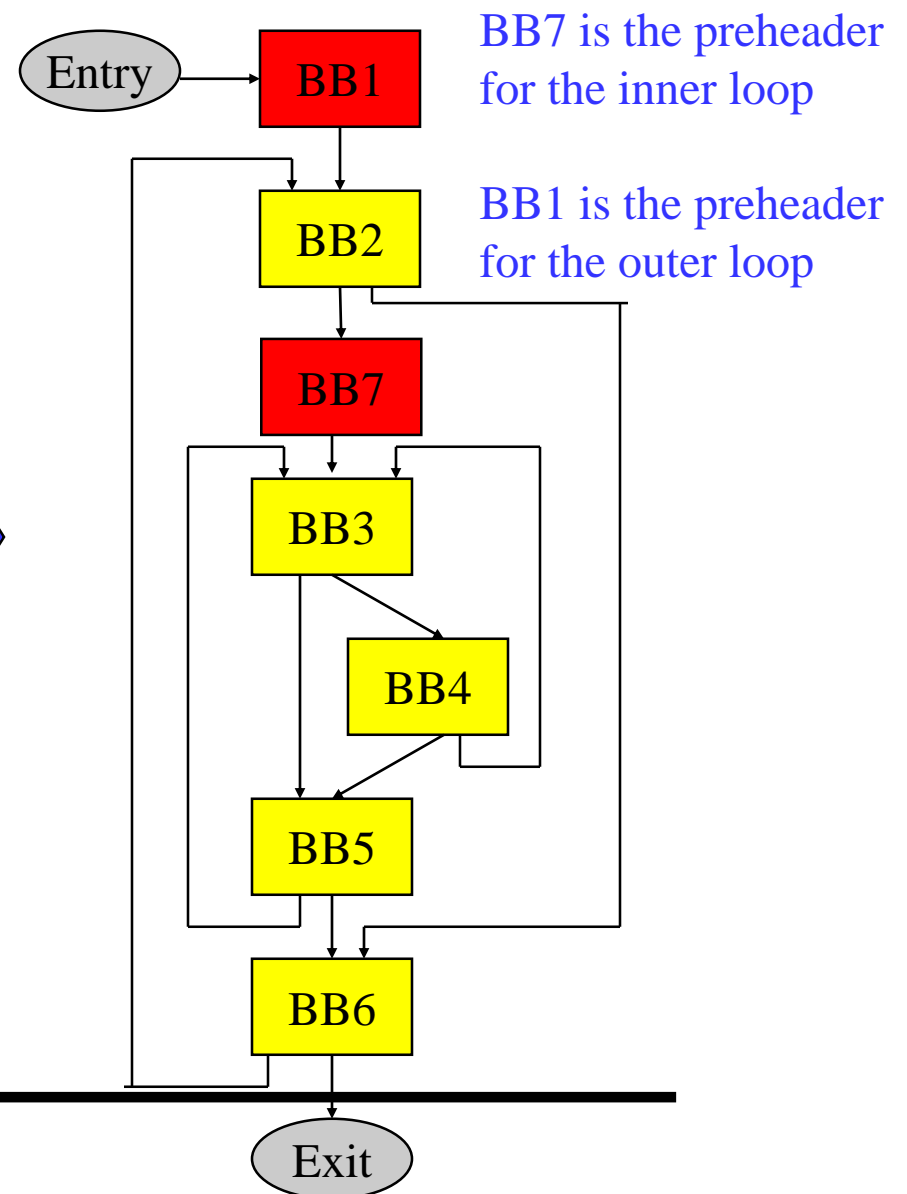 BB7 is the preheader
for the inner loop
Entry
BB1
BB1 is the preheader
for the outer loop
BB2
BB7
BB3
BB4
BB5
BB6
Exit